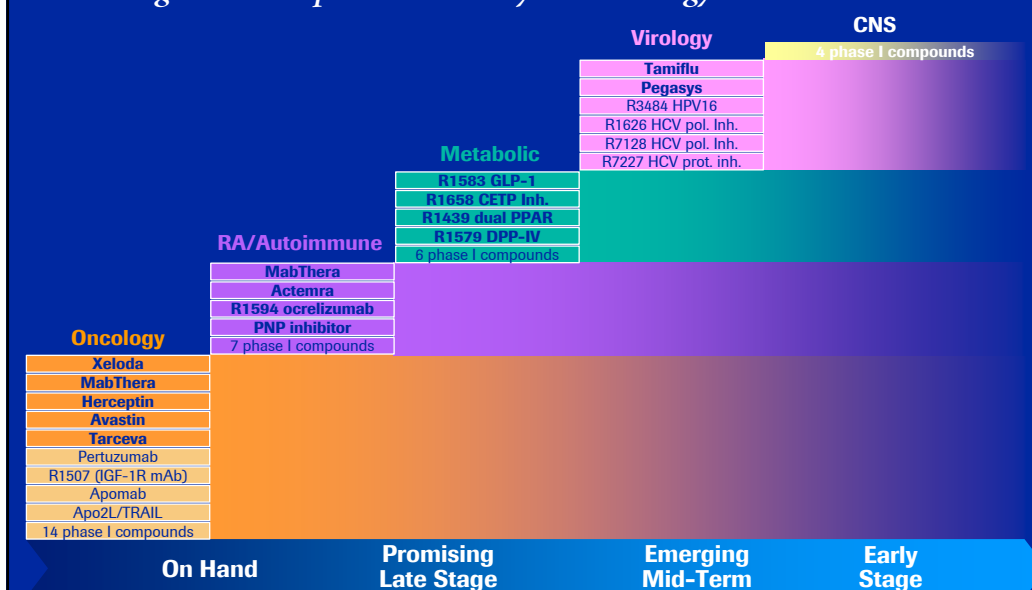 CNS
4 phase I compounds
Virology
Tamiflu
Pegasys
R3484 HPV16
R1626 HCV pol. Inh.
R7128 HCV pol. Inh.
R7227 HCV prot. inh.
Metabolic
R1583 GLP-1
R1658 CETP Inh.
R1439 dual PPAR
R1579 DPP-IV
6 phase I compounds
RA/Autoimmune
MabThera
Actemra
R1594 ocrelizumab
PNP inhibitor
7 phase I compounds
Oncology
Xeloda
MabThera
Herceptin
Avastin
Tarceva
Pertuzumab
R1507 (IGF-1R mAb)
Apomab
Apo2L/TRAIL
14 phase I compounds
On Hand
Promising
Late Stage
Emerging
Mid-Term
Early
Stage